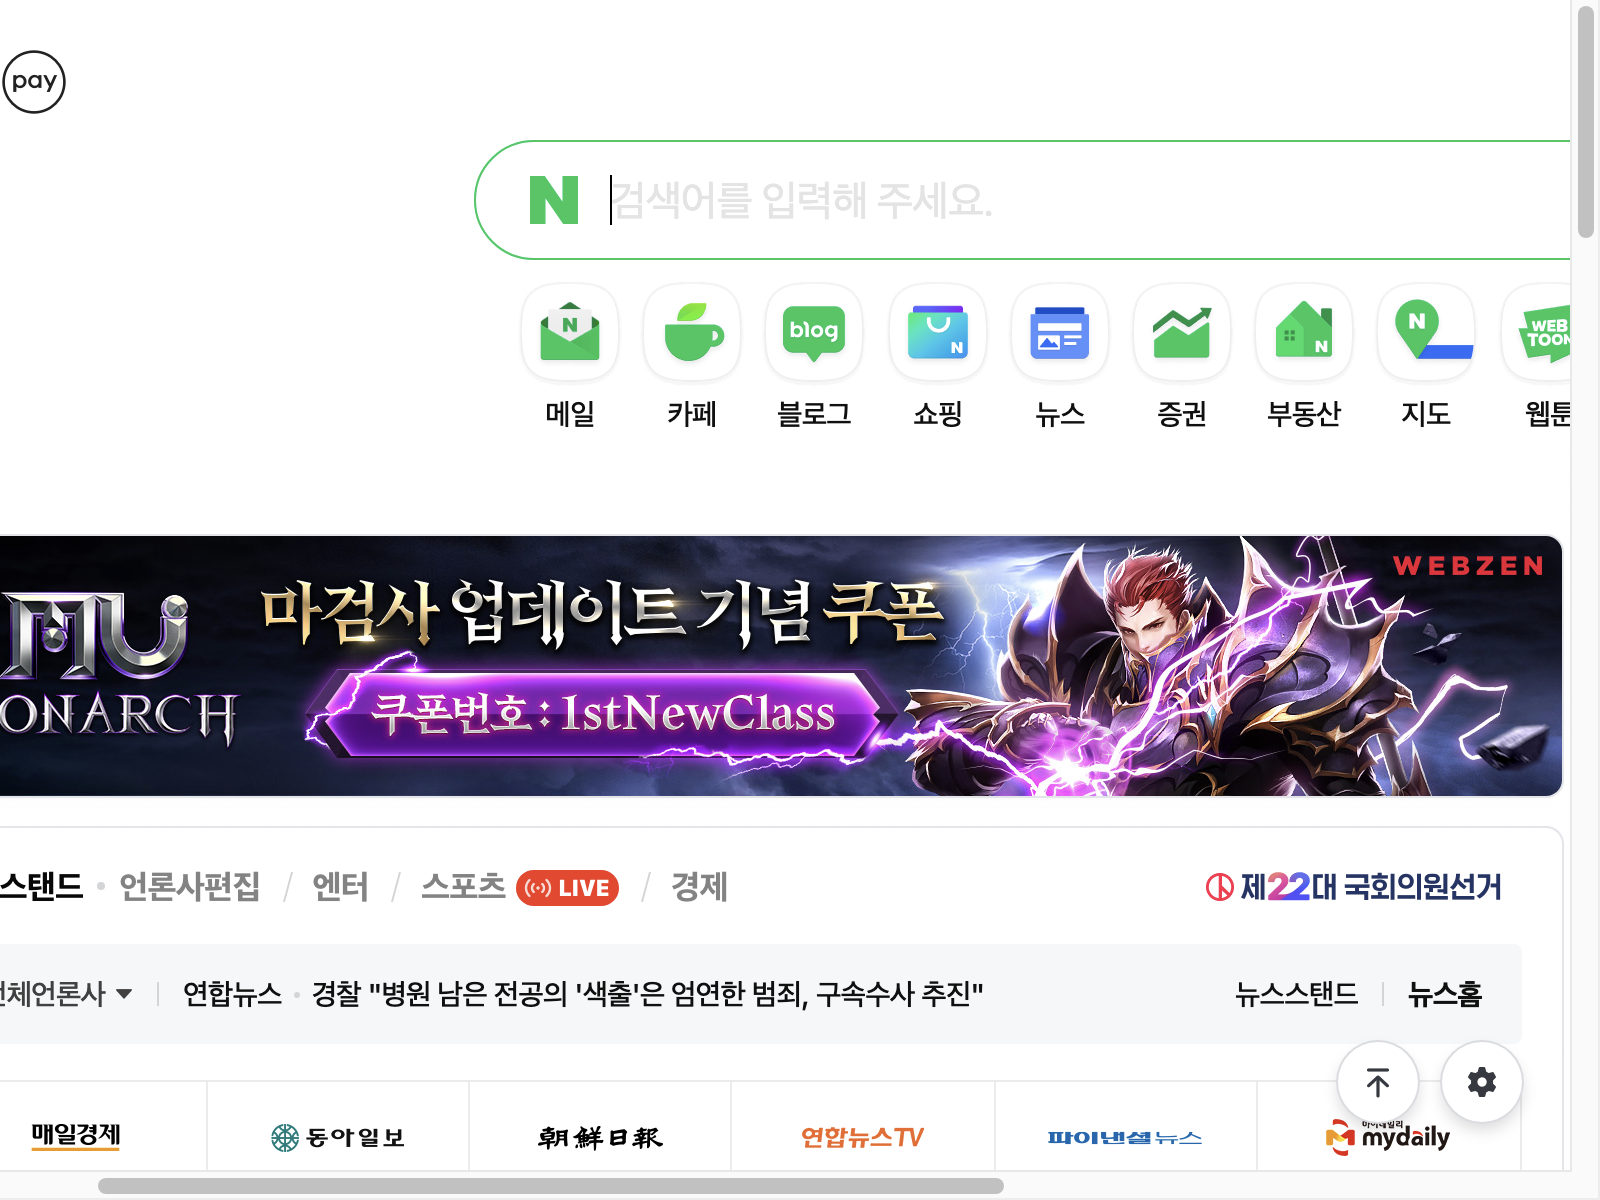 pay
N 검색어를 입력해 주세요.
N
blog
N
N
N
WEB
TOON
메일 카페 블로그 쇼핑 뉴스 증권 부동산 지도 웹툰
WEBZEN
MU
ONARCH
마검사 업데이트 기념 쿠폰
쿠폰번호 : 1stNewClass
스탠드 · 언론사편집 / 엔터 / 스포츠 LIVE / 경제
제22대 국회의원선거
전체언론사 연합뉴스 · 경찰 "병원 남은 전공의 '색출'은 엄연한 범죄, 구속수사 추진"
뉴스스탠드 뉴스홈
매일경제 동아일보 朝鮮日報 연합뉴스TV 파이낸셜뉴스 마이데일리 mydaily